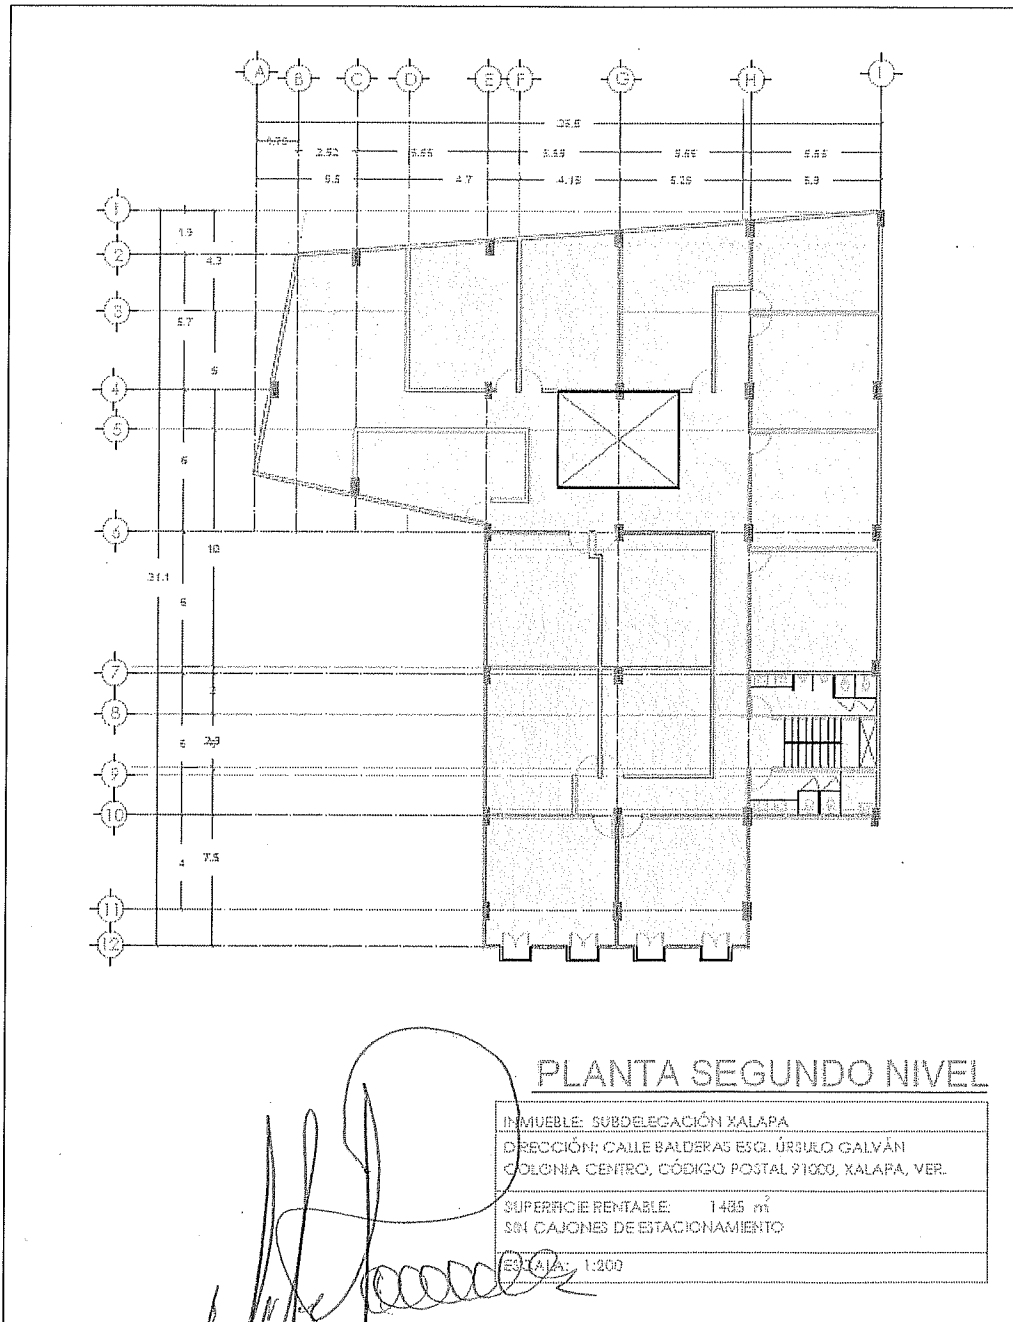 A B C D E F G H I
26.5
1.75
2.52 5.55 5.55 5.55 5.55
9.5 4.7 4.15 5.25 5.9
1
1.9
2
4.2
3
5.7
5
4
5
6
6
10
31.1
6
7
8
6
9
10
4 7.5
11
12
PLANTA SEGUNDO NIVEL
INMUEBLE: SUBDELEGACIÓN XALAPA
DIRECCIÓN: CALLE BALDERAS ESQ. ÚRSULO GALVÁN
COLONIA CENTRO, CÓDIGO POSTAL 91000, XALAPA, VER.
SUPERFICIE RENTABLE: 1485 m²
SIN CAJONES DE ESTACIONAMIENTO
ESCALA: 1:200